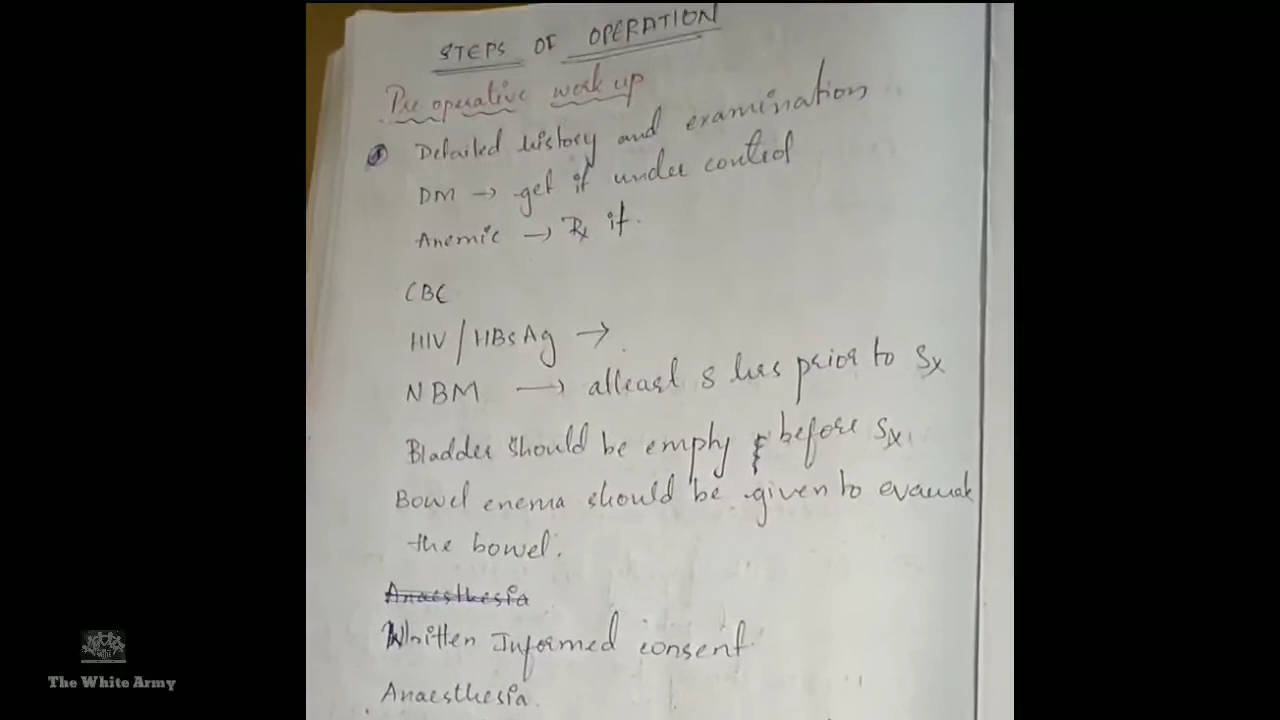 STEPS OF OPERATION
Pre operative work up
Detailed history and examination
DM → get it under control
Anemic → Rx it.
CBC
HIV / HBsAg →
NBM → atleast 8 hrs prior to Sx
Bladder should be empty before Sx.
Bowel enema should be given to evacuate
the bowel.
Anaesthesia
Written Informed consent
Anaesthesia
The White Army